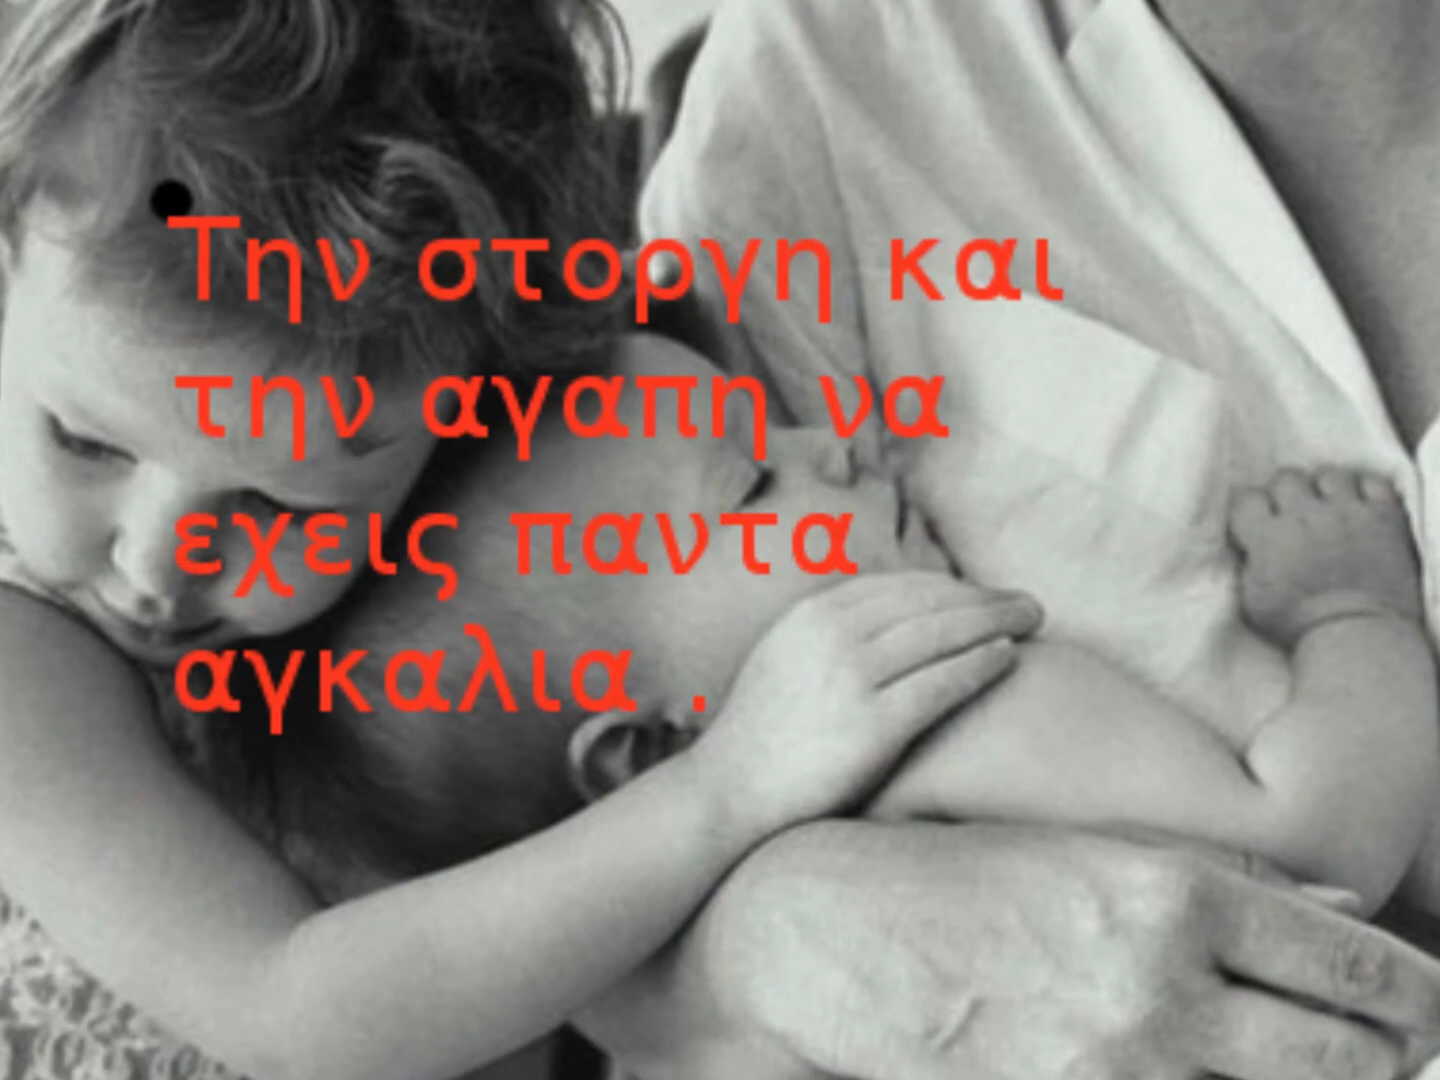 Την στοργη και
την αγαπη να
εχεις παντα
αγκαλια .